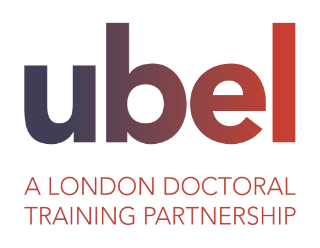 ubel
A LONDON DOCTORAL
TRAINING PARTNERSHIP